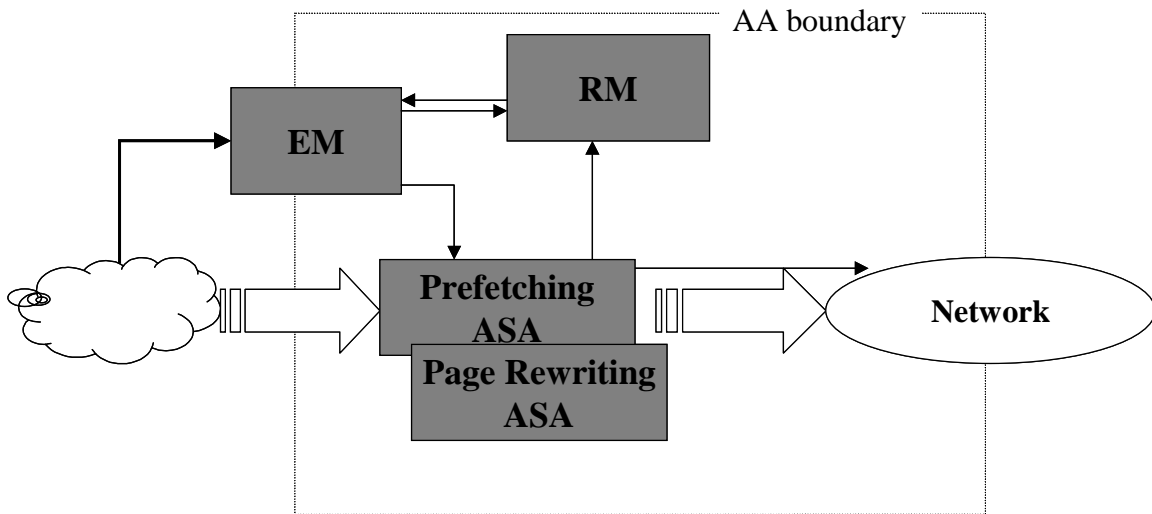 AA boundary
RM
EM
Prefetching
ASA
Page Rewriting
ASA
Network